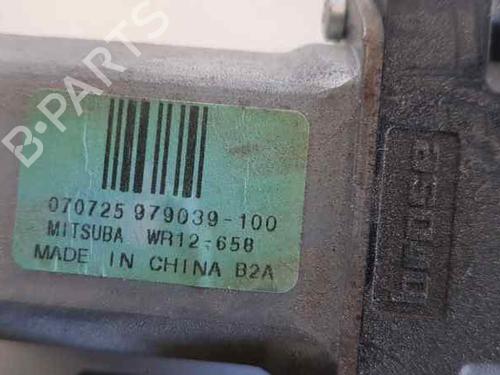 070725 979039-100
MITSUBA WR12-658
MADE IN CHINA B2A
B-PARTS